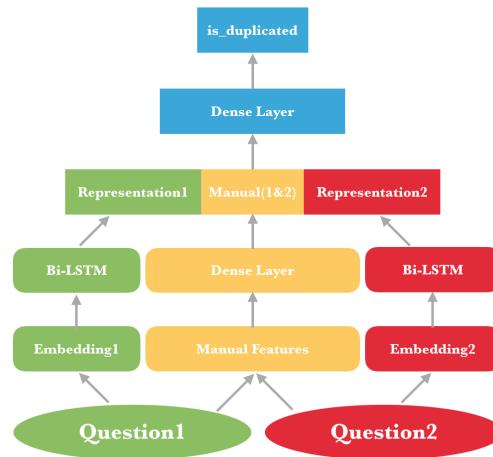 is_duplicated
Dense Layer
Representation1 Manual(1&2) Representation2
Bi-LSTM Dense Layer Bi-LSTM
Embedding1 Manual Features Embedding2
Question1 Question2